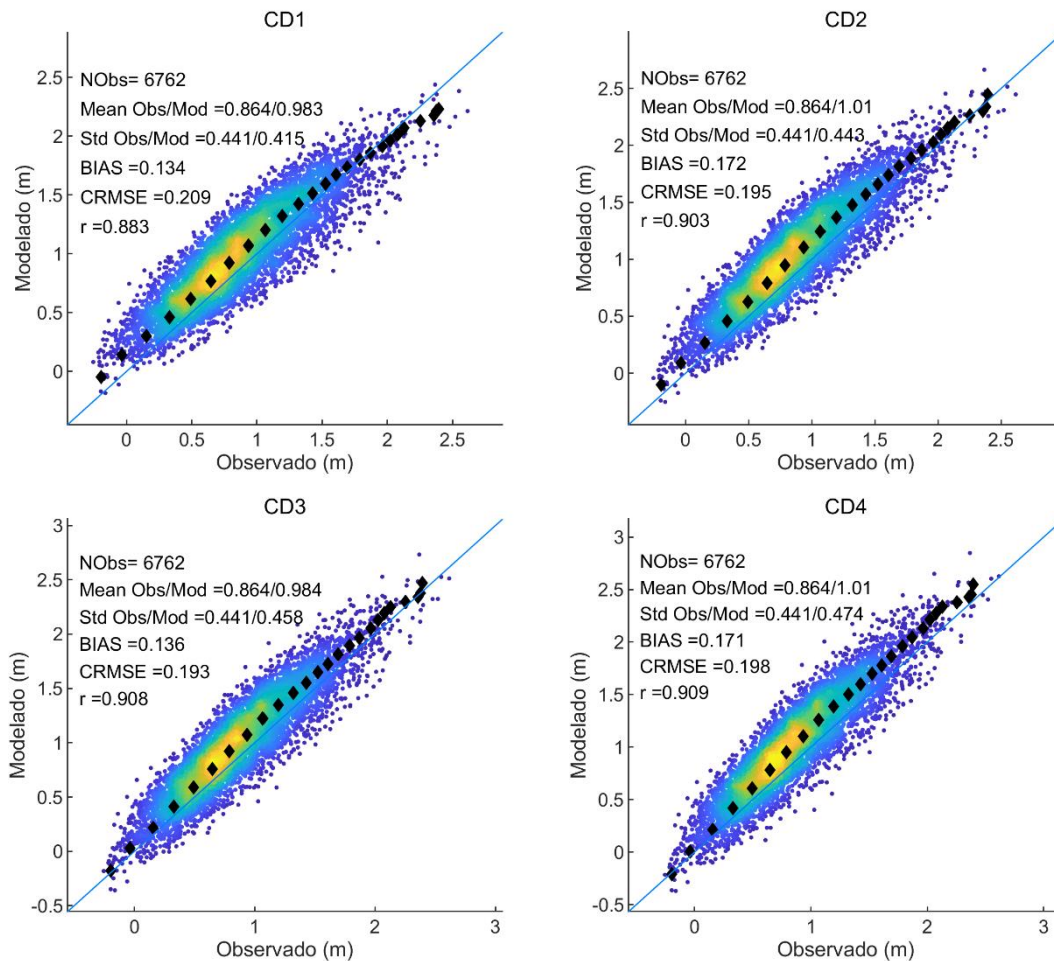 CD1
NObs= 6762
Mean Obs/Mod =0.864/0.983
Std Obs/Mod =0.441/0.415
BIAS =0.134
CRMSE =0.209
r =0.883
Modelado (m)
2.5
2
1.5
1
0.5
0
0 0.5 1 1.5 2 2.5
Observado (m)
CD2
NObs= 6762
Mean Obs/Mod =0.864/1.01
Std Obs/Mod =0.441/0.443
BIAS =0.172
CRMSE =0.195
r =0.903
Modelado (m)
2.5
2
1.5
1
0.5
0
0 0.5 1 1.5 2 2.5
Observado (m)
CD3
NObs= 6762
Mean Obs/Mod =0.864/0.984
Std Obs/Mod =0.441/0.458
BIAS =0.136
CRMSE =0.193
r =0.908
Modelado (m)
3
2.5
2
1.5
1
0.5
0
-0.5
0 1 2 3
Observado (m)
CD4
NObs= 6762
Mean Obs/Mod =0.864/1.01
Std Obs/Mod =0.441/0.474
BIAS =0.171
CRMSE =0.198
r =0.909
Modelado (m)
3
2.5
2
1.5
1
0.5
0
-0.5
0 1 2 3
Observado (m)